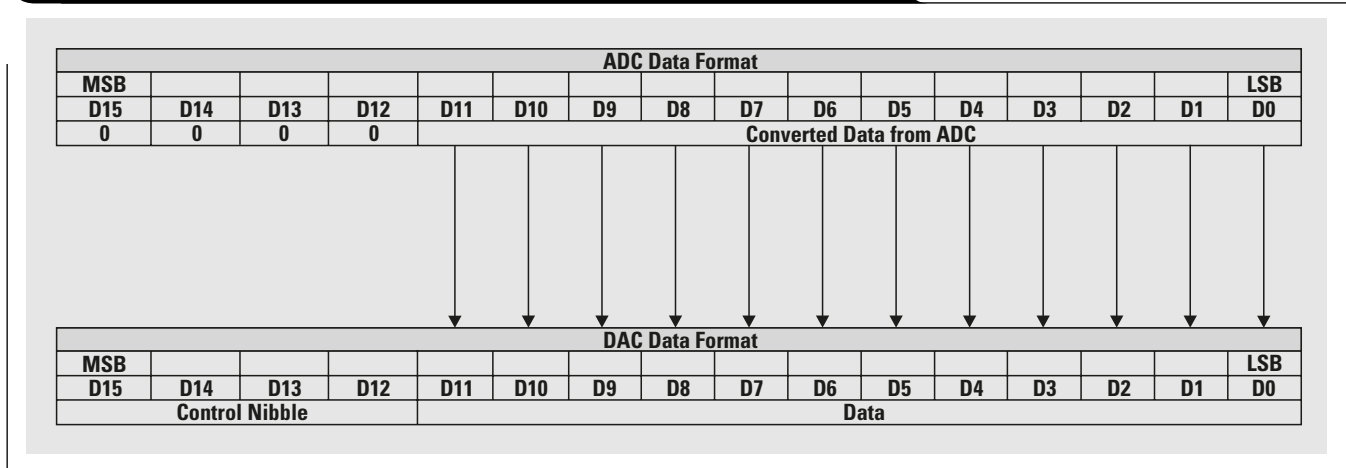 ADC Data Format
MSB LSB
D15 D14 D13 D12 D11 D10 D9 D8 D7 D6 D5 D4 D3 D2 D1 D0
0 0 0 0 Converted Data from ADC
DAC Data Format
MSB LSB
D15 D14 D13 D12 D11 D10 D9 D8 D7 D6 D5 D4 D3 D2 D1 D0
Control Nibble Data